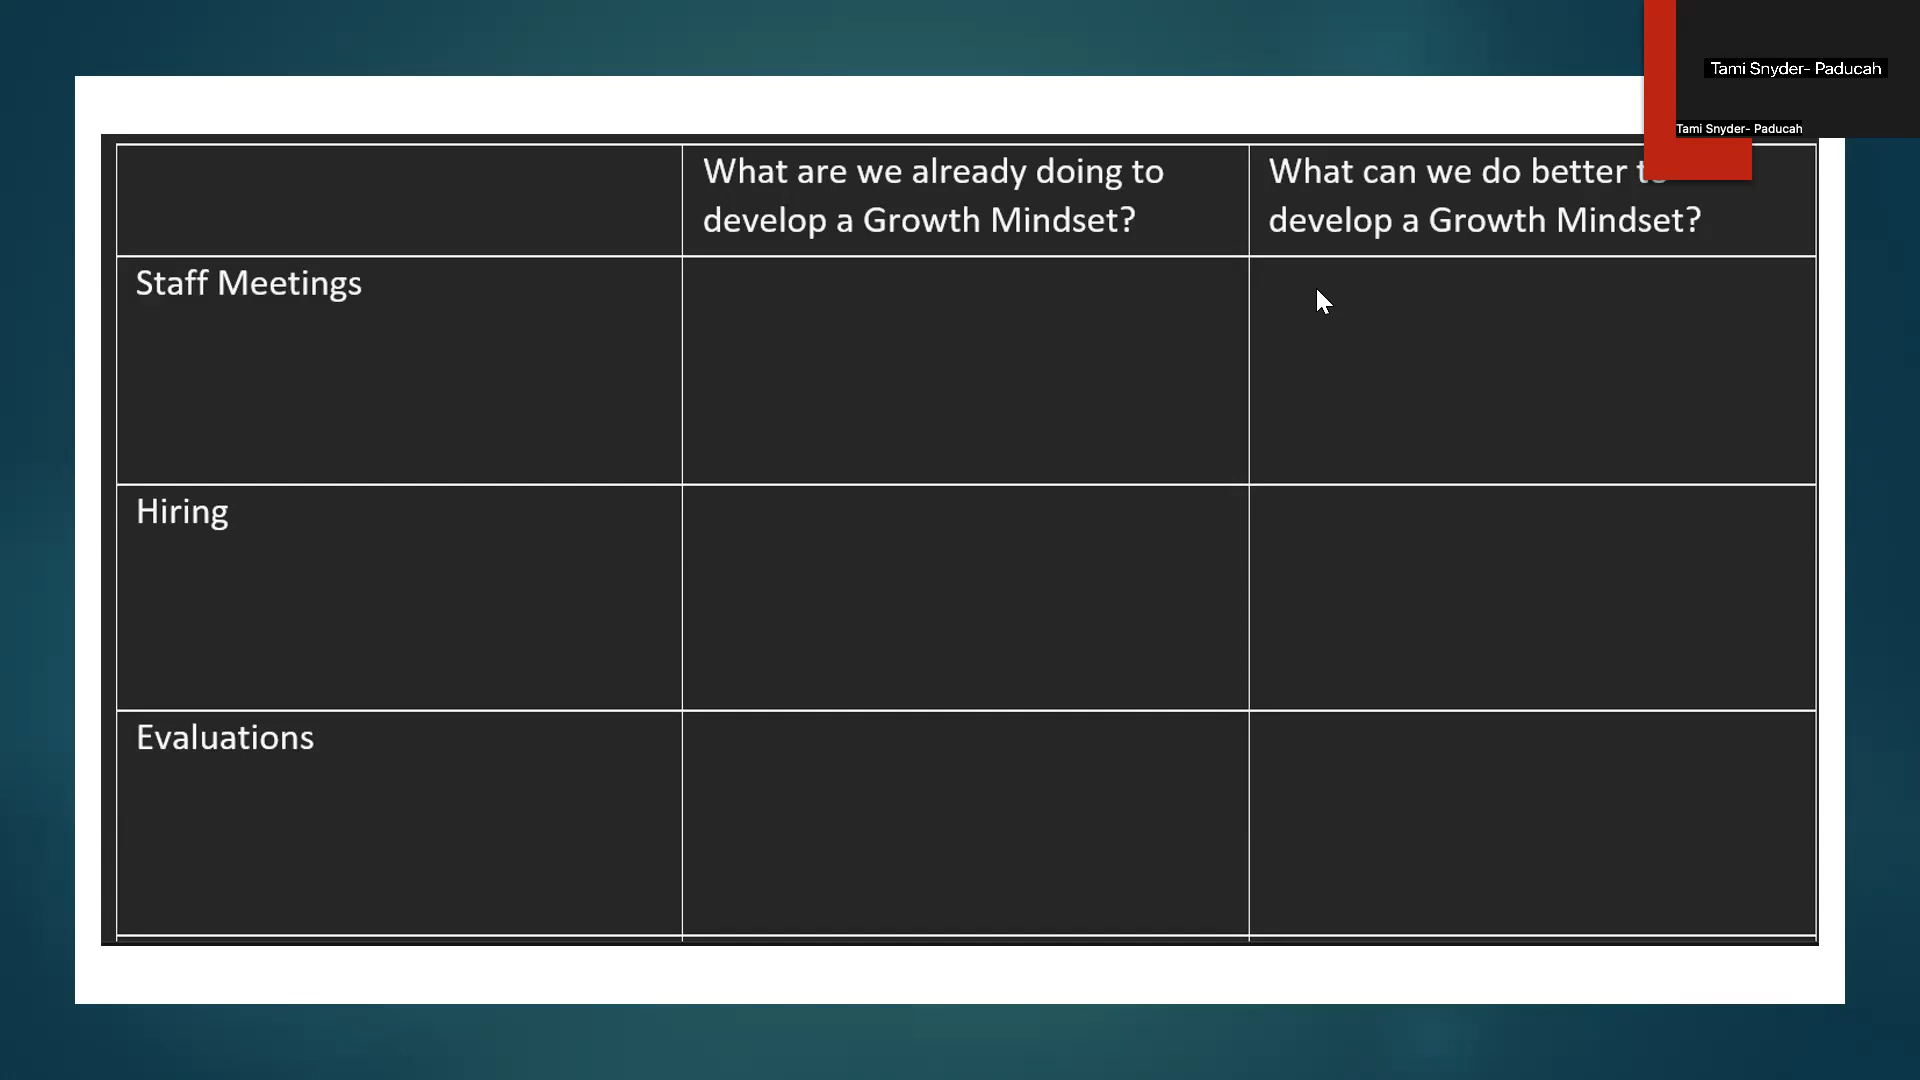 Tami Snyder- Paducah
Tami Snyder- Paducah
What are we already doing to
develop a Growth Mindset?
What can we do better to
develop a Growth Mindset?
Staff Meetings
Hiring
Evaluations